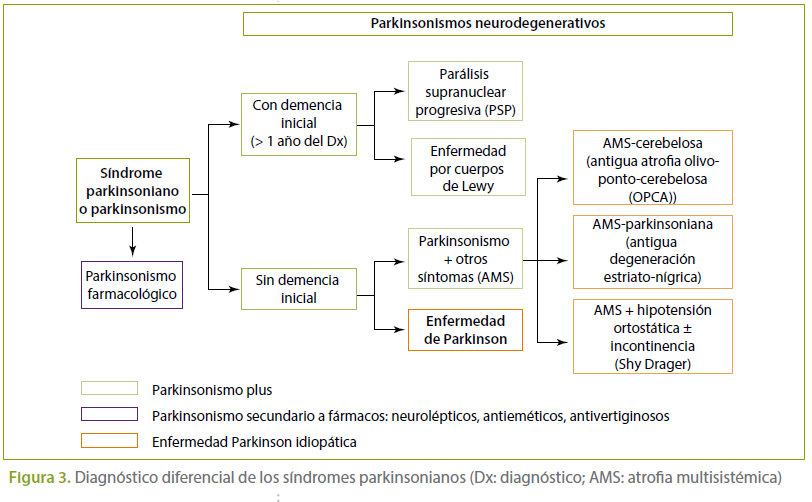 Parkinsonismos neurodegenerativos
Síndrome
parkinsoniano
o parkinsonismo
Parkinsonismo
farmacológico
Con demencia
inicial
(> 1 año del Dx)
Sin demencia
inicial
Parálisis
supranuclear
progresiva (PSP)
Enfermedad
por cuerpos
de Lewy
Parkinsonismo
+ otros
síntomas (AMS)
Enfermedad
de Parkinson
AMS-cerebelosa
(antigua atrofia olivo-
ponto-cerebelosa
(OPCA))
AMS-parkinsoniana
(antigua
degeneración
estriato-nígrica)
AMS + hipotensión
ortostática ±
incontinencia
(Shy Drager)
Parkinsonismo plus
Parkinsonismo secundario a fármacos: neurolépticos, antieméticos, antivertiginosos
Enfermedad Parkinson idiopática
Figura 3. Diagnóstico diferencial de los síndromes parkinsonianos (Dx: diagnóstico; AMS: atrofia multisistémica)